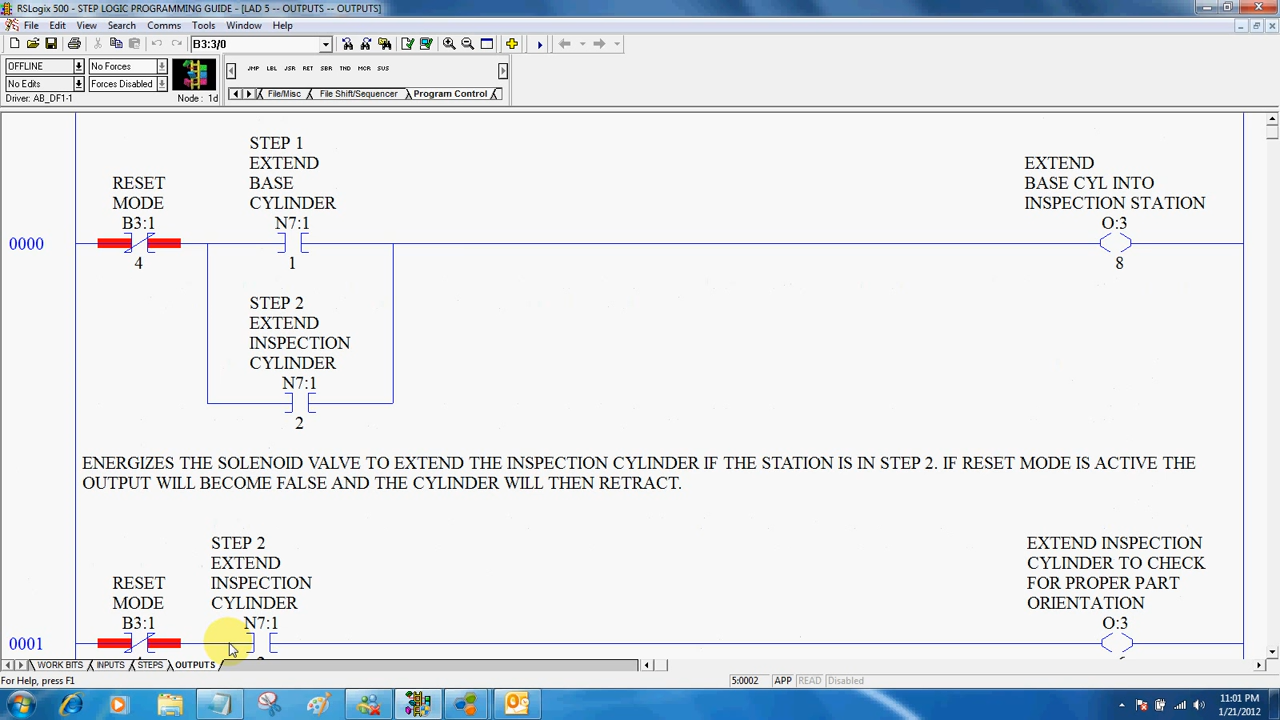 RSLogix 500 - STEP LOGIC PROGRAMMING GUIDE - [LAD 5 -- OUTPUTS -- OUTPUTS]
File Edit View Search Comms Tools Window Help
B3:3/0
OFFLINE No Forces
No Edits Forces Disabled
Driver: AB_DF1-1 Node : 1d
JMP LBL JSR RET SBR TND MCR SUS
File/Misc File Shift/Sequencer Program Control
STEP 1
EXTEND
BASE
CYLINDER
N7:1
1
RESET
MODE
B3:1
4
0000
EXTEND
BASE CYL INTO
INSPECTION STATION
O:3
8
STEP 2
EXTEND
INSPECTION
CYLINDER
N7:1
2
ENERGIZES THE SOLENOID VALVE TO EXTEND THE INSPECTION CYLINDER IF THE STATION IS IN STEP 2. IF RESET MODE IS ACTIVE THE
OUTPUT WILL BECOME FALSE AND THE CYLINDER WILL THEN RETRACT.
STEP 2
EXTEND
INSPECTION
CYLINDER
N7:1
RESET
MODE
B3:1
0001
EXTEND INSPECTION
CYLINDER TO CHECK
FOR PROPER PART
ORIENTATION
O:3
WORK BITS INPUTS STEPS OUTPUTS
For Help, press F1
5:0002 APP READ Disabled
11:01 PM
1/21/2012